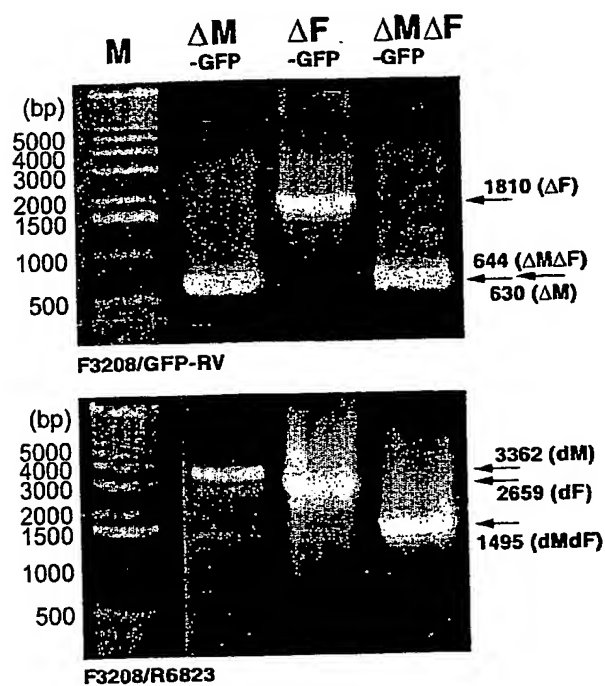 M ΔM -GFP ΔF -GFP ΔMΔF -GFP
(bp)
5000
4000
3000
2000
1500
1000
500
1810 (ΔF)
644 (ΔMΔF)
630 (ΔM)
F3208/GFP-RV
(bp)
5000
4000
3000
2000
1500
1000
500
3362 (dM)
2659 (dF)
1495 (dMdF)
F3208/R6823